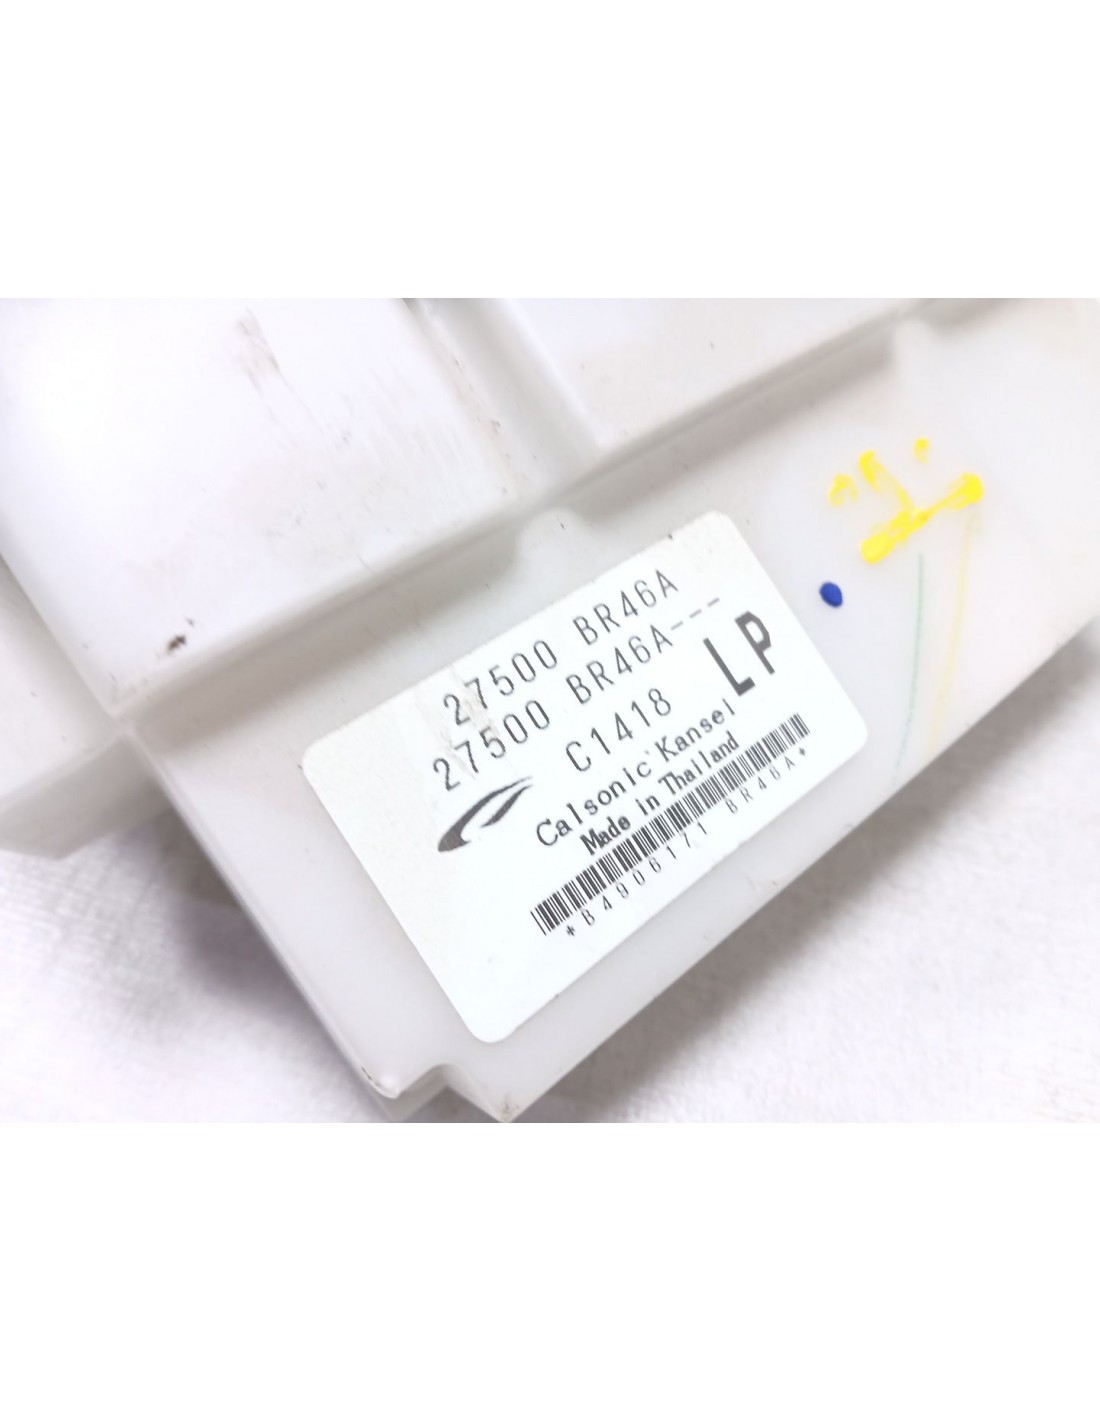 27500 BR46A
27500 BR46A---
C1418
LP
Calsonic Kansei
Made in Thailand
*B4906171 BR46A*